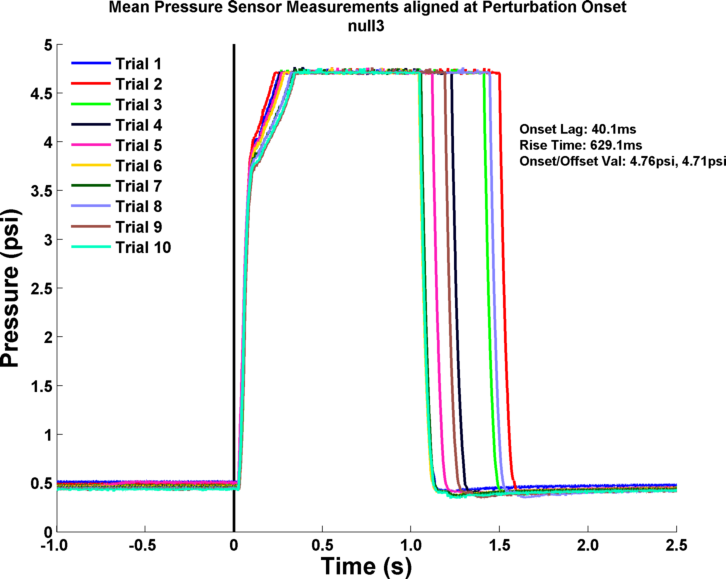 Mean Pressure Sensor Measurements aligned at Perturbation Onset
null3
Pressure (psi)
5
4.5
4
3.5
3
2.5
2
1.5
1
0.5
0
Trial 1
Trial 2
Trial 3
Trial 4
Trial 5
Trial 6
Trial 7
Trial 8
Trial 9
Trial 10
Onset Lag: 40.1ms
Rise Time: 629.1ms
Onset/Offset Val: 4.76psi, 4.71psi
-1.0 -0.5 0 0.5 1.0 1.5 2.0 2.5
Time (s)